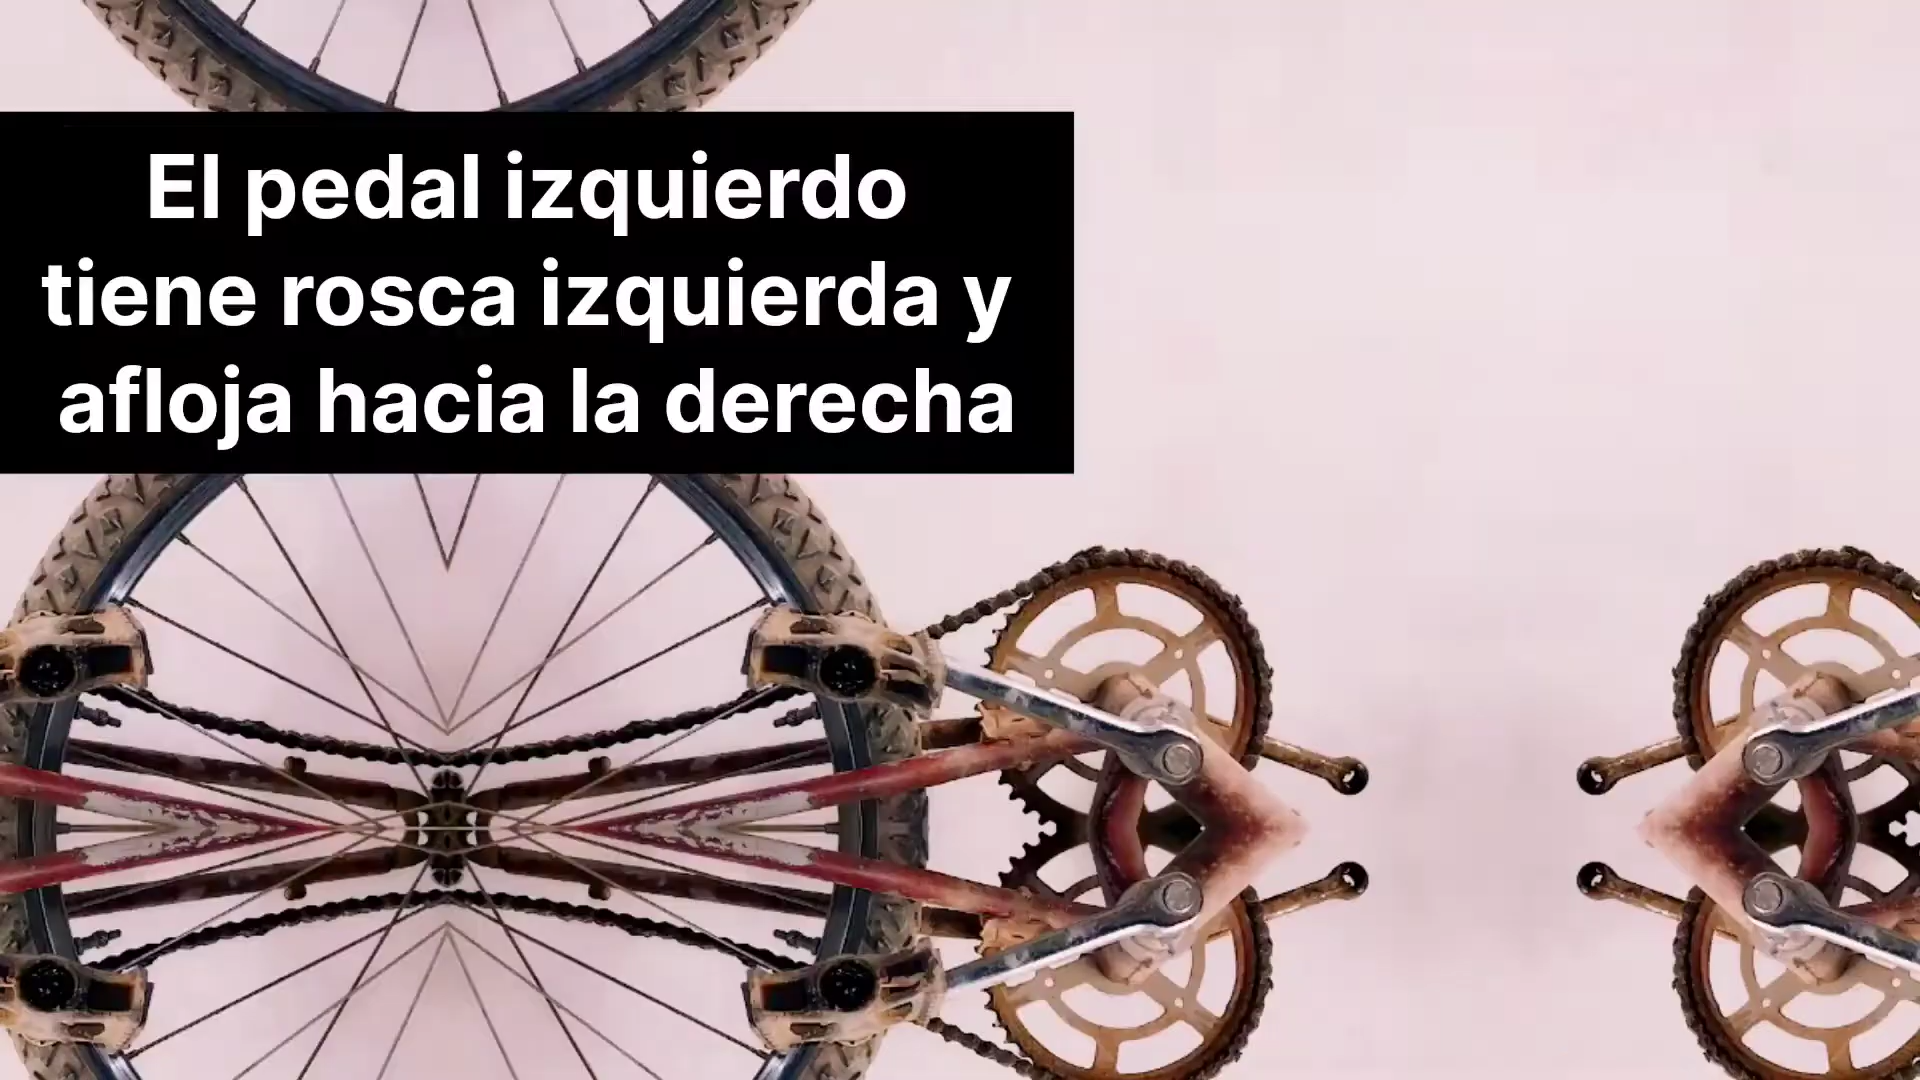 El pedal izquierdo
tiene rosca izquierda y
afloja hacia la derecha